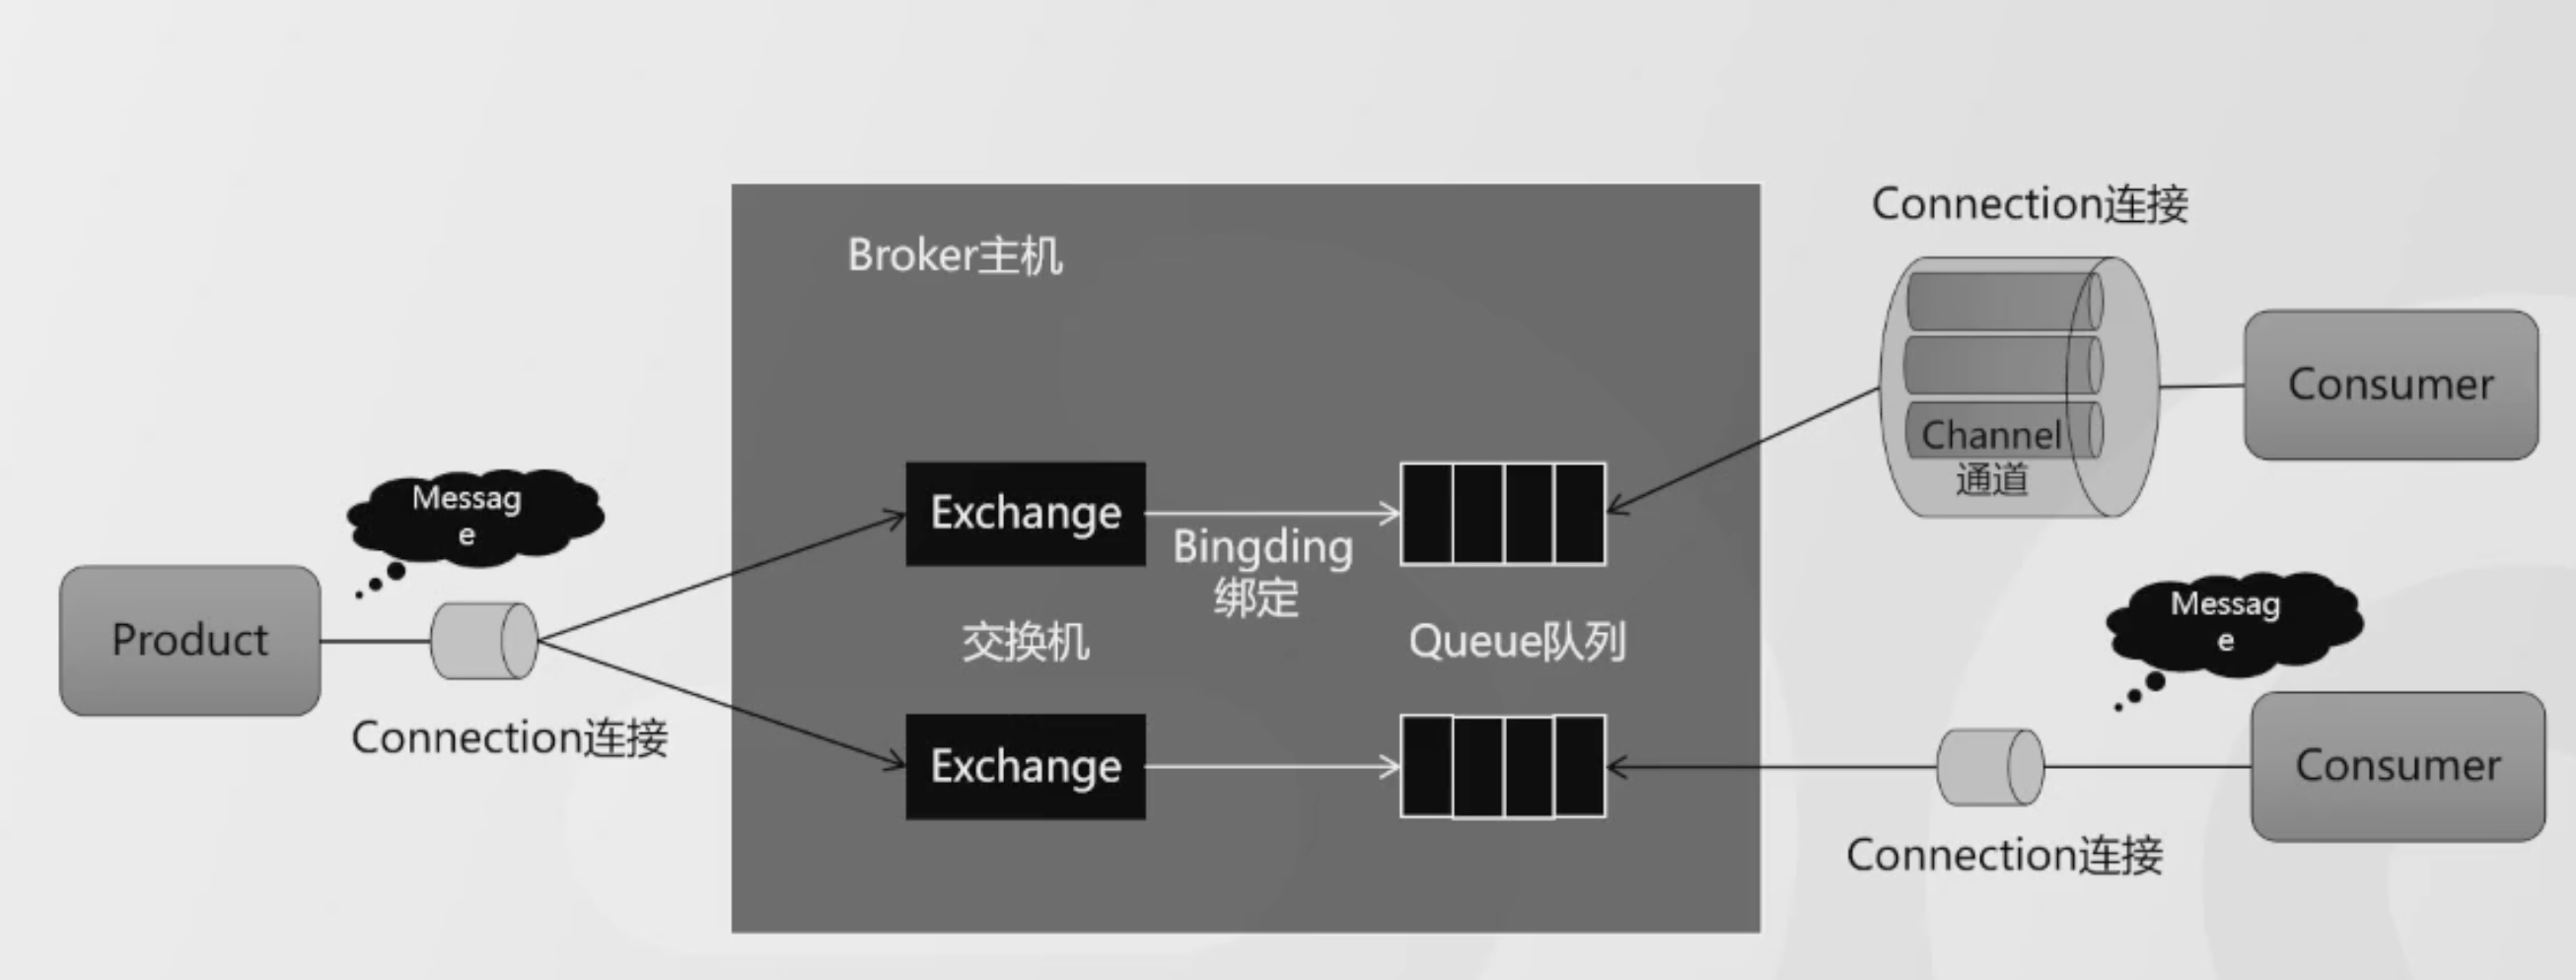 Connection连接
Broker主机
Channel
通道
Consumer
Messag
e
Exchange
Bingding
绑定
Product
交换机
Queue队列
Connection连接
Messag
e
Exchange
Consumer
Connection连接